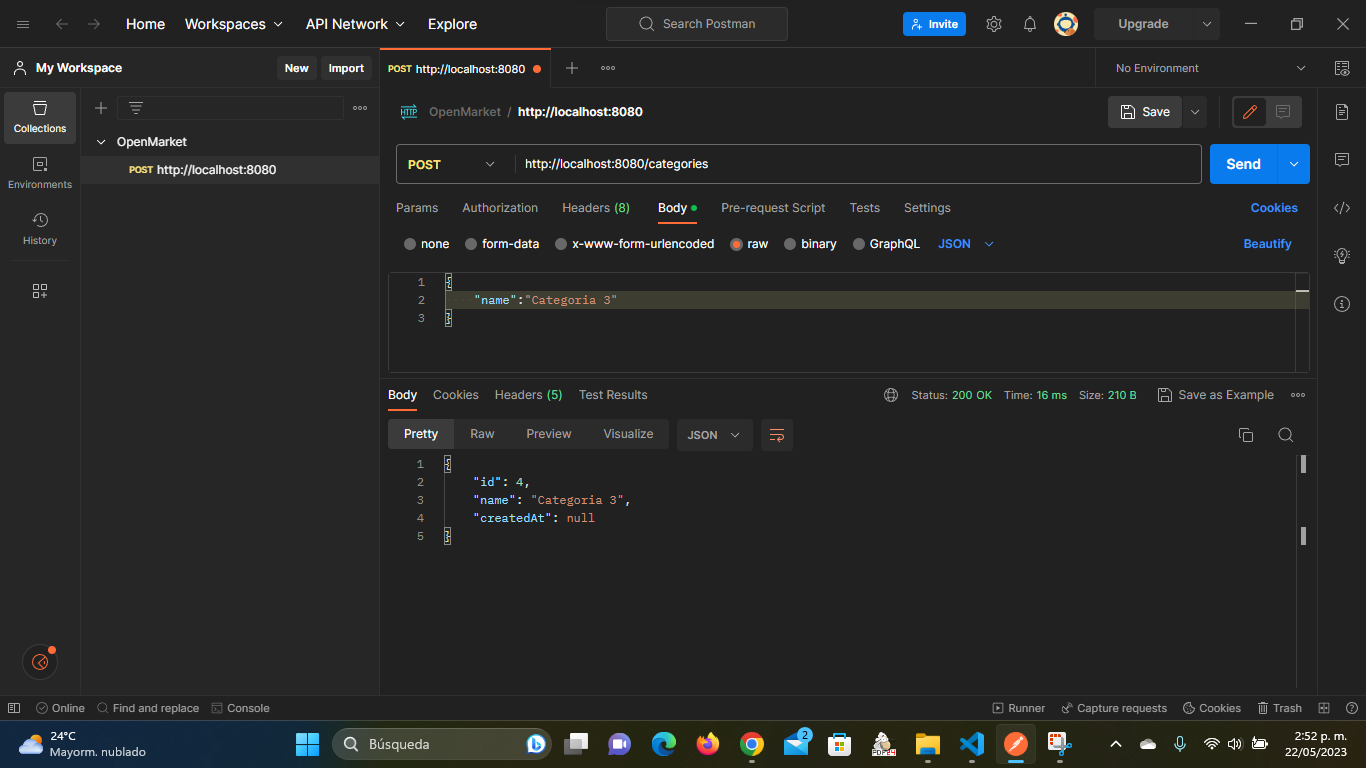 Home Workspaces API Network Explore Search Postman Invite Upgrade
My Workspace New Import POST http://localhost:8080 No Environment
Collections
Environments
History
OpenMarket
POST http://localhost:8080
HTTP OpenMarket / http://localhost:8080 Save
POST http://localhost:8080/categories Send
Params Authorization Headers (8) Body Pre-request Script Tests Settings Cookies
none form-data x-www-form-urlencoded raw binary GraphQL JSON Beautify
1 {
2 "name":"Categoria 3"
3 }
Body Cookies Headers (5) Test Results Status: 200 OK Time: 16 ms Size: 210 B Save as Example
Pretty Raw Preview Visualize JSON
1 {
2 "id": 4,
3 "name": "Categoria 3",
4 "createdAt": null
5 }
Online Find and replace Console Runner Capture requests Cookies Trash
24°C
Mayorm. nublado
Búsqueda
2
PDF24
2:52 p. m.
22/05/2023